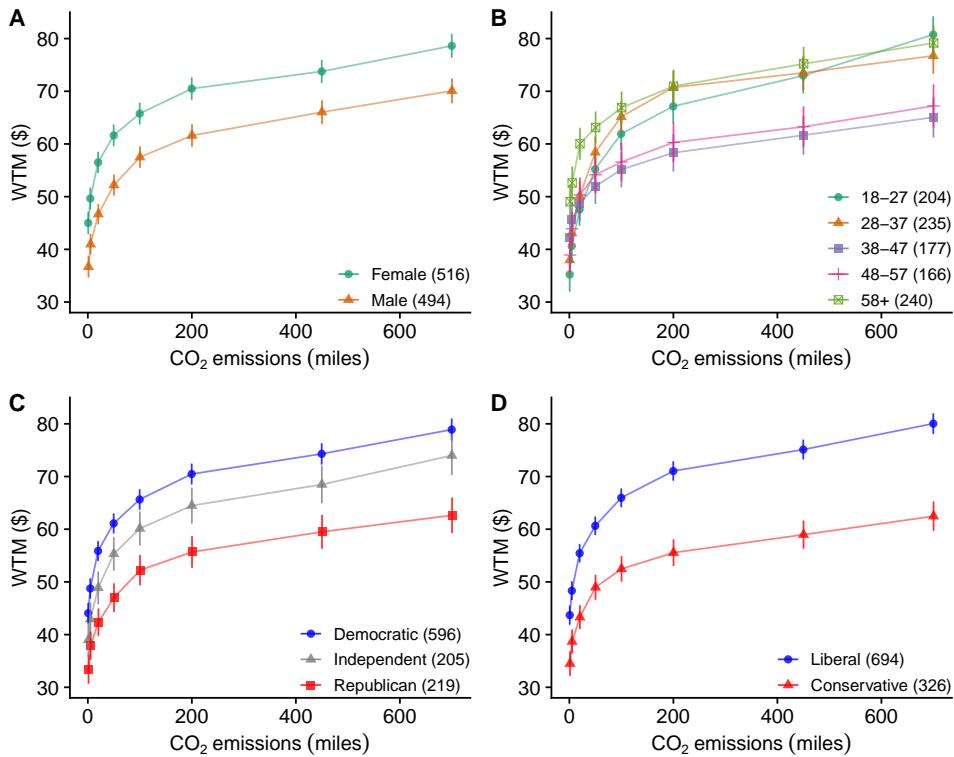 A
WTM ($)
80
70
60
50
40
30
0
200
400
600
CO₂ emissions (miles)
Female (516)
Male (494)
B
WTM ($)
80
70
60
50
40
30
0
200
400
600
CO₂ emissions (miles)
18−27 (204)
28−37 (235)
38−47 (177)
48−57 (166)
58+ (240)
C
WTM ($)
80
70
60
50
40
30
0
200
400
600
CO₂ emissions (miles)
Democratic (596)
Independent (205)
Republican (219)
D
WTM ($)
80
70
60
50
40
30
0
200
400
600
CO₂ emissions (miles)
Liberal (694)
Conservative (326)